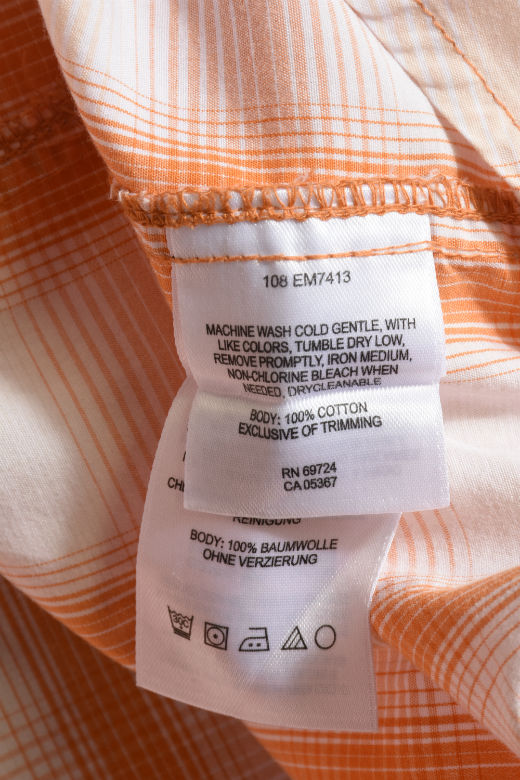 108 EM7413
MACHINE WASH COLD GENTLE, WITH
LIKE COLORS, TUMBLE DRY LOW,
REMOVE PROMPTLY, IRON MEDIUM,
NON-CHLORINE BLEACH WHEN
NEEDED, DRYCLEANABLE
BODY: 100% COTTON
EXCLUSIVE OF TRIMMING
RN 69724
CA 05367
REINIGUNG
BODY: 100% BAUMWOLLE
OHNE VERZIERUNG
30C